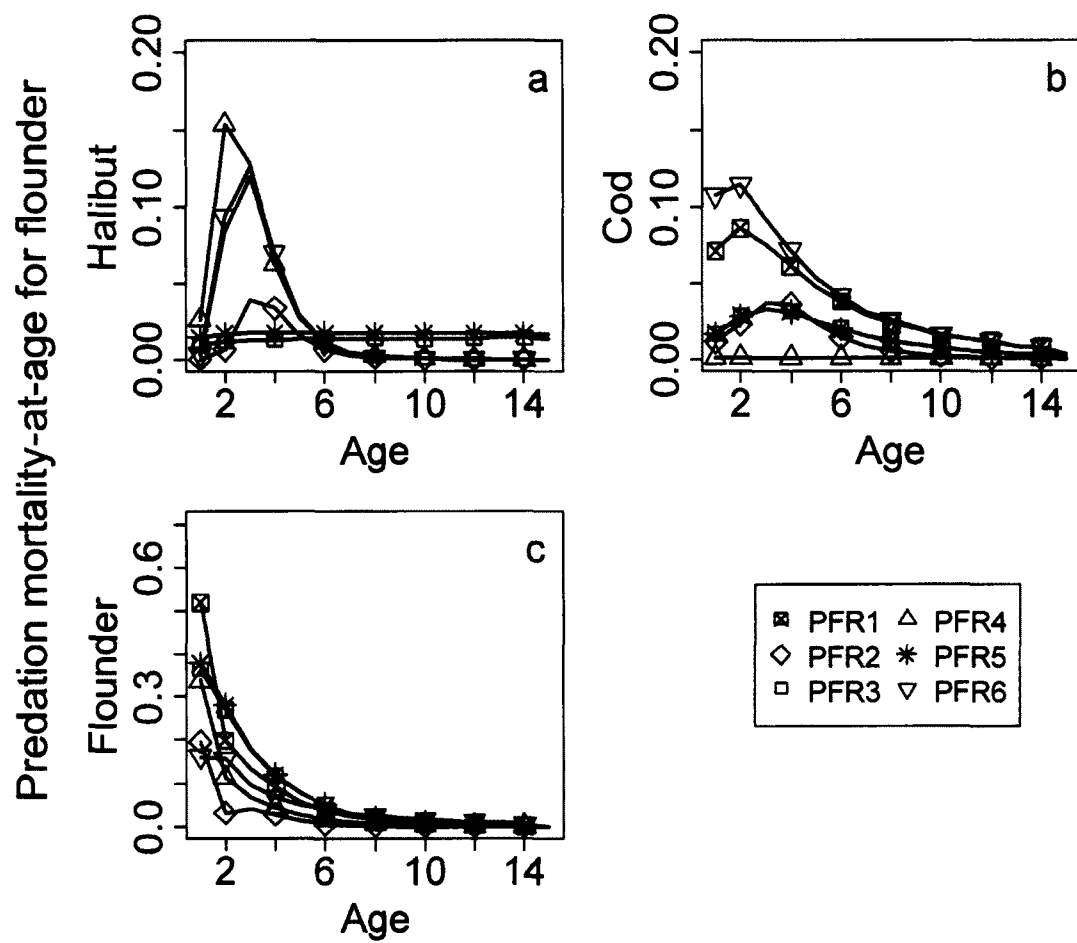 Predation mortality-at-age for flounder
a
Halibut
0.20
0.10
0.00
2 6 10 14
Age
b
Cod
0.20
0.10
0.00
2 6 10 14
Age
c
Flounder
0.6
0.3
0.0
2 6 10 14
Age
PFR1 PFR4
PFR2 PFR5
PFR3 PFR6